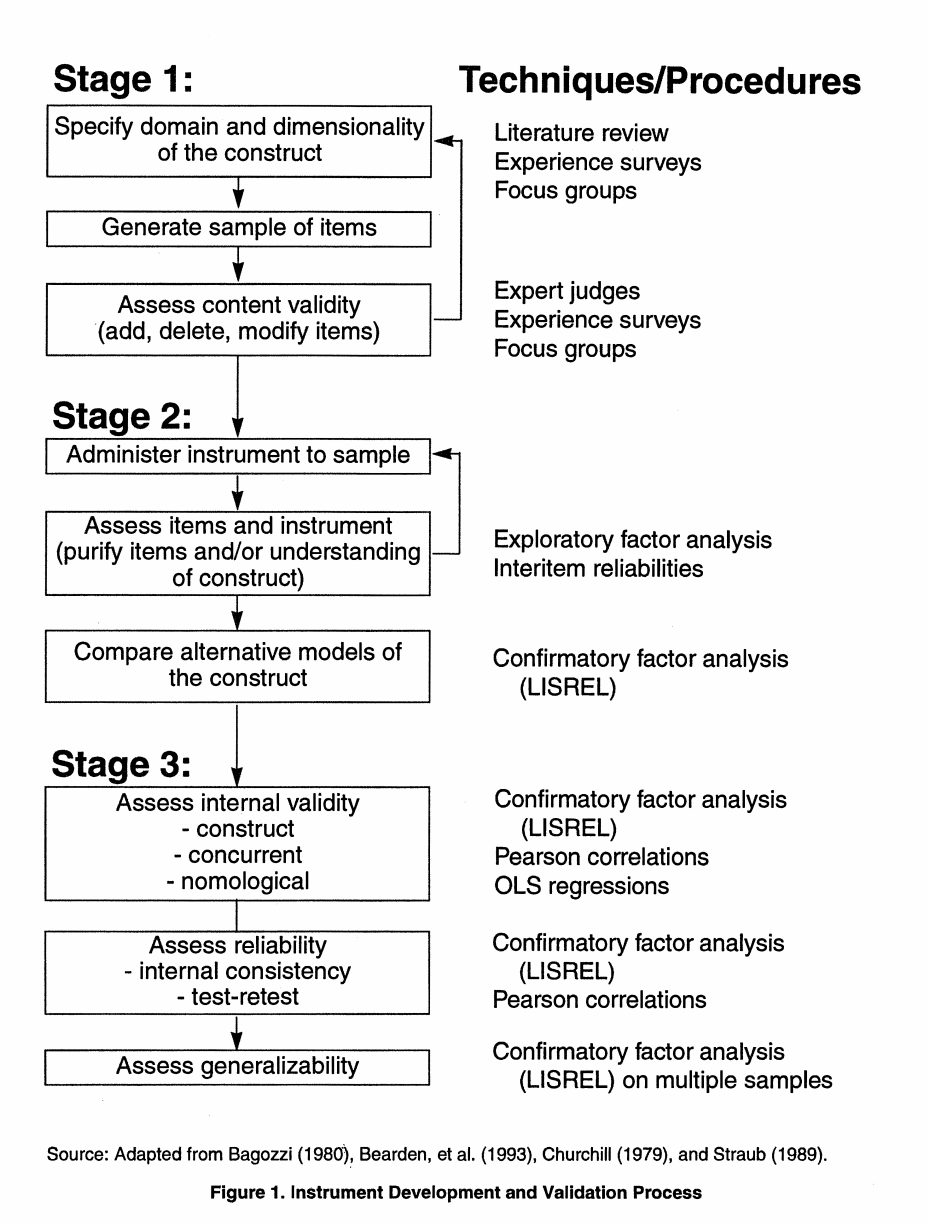 Stage 1:
Techniques/Procedures
Specify domain and dimensionality
of the construct
Literature review
Experience surveys
Focus groups
Generate sample of items
Assess content validity
(add, delete, modify items)
Expert judges
Experience surveys
Focus groups
Stage 2:
Administer instrument to sample
Assess items and instrument
(purify items and/or understanding
of construct)
Exploratory factor analysis
Interitem reliabilities
Compare alternative models of
the construct
Confirmatory factor analysis
(LISREL)
Stage 3:
Assess internal validity
- construct
- concurrent
- nomological
Confirmatory factor analysis
(LISREL)
Pearson correlations
OLS regressions
Assess reliability
- internal consistency
- test-retest
Confirmatory factor analysis
(LISREL)
Pearson correlations
Assess generalizability
Confirmatory factor analysis
(LISREL) on multiple samples
Source: Adapted from Bagozzi (1980), Bearden, et al. (1993), Churchill (1979), and Straub (1989).
Figure 1. Instrument Development and Validation Process